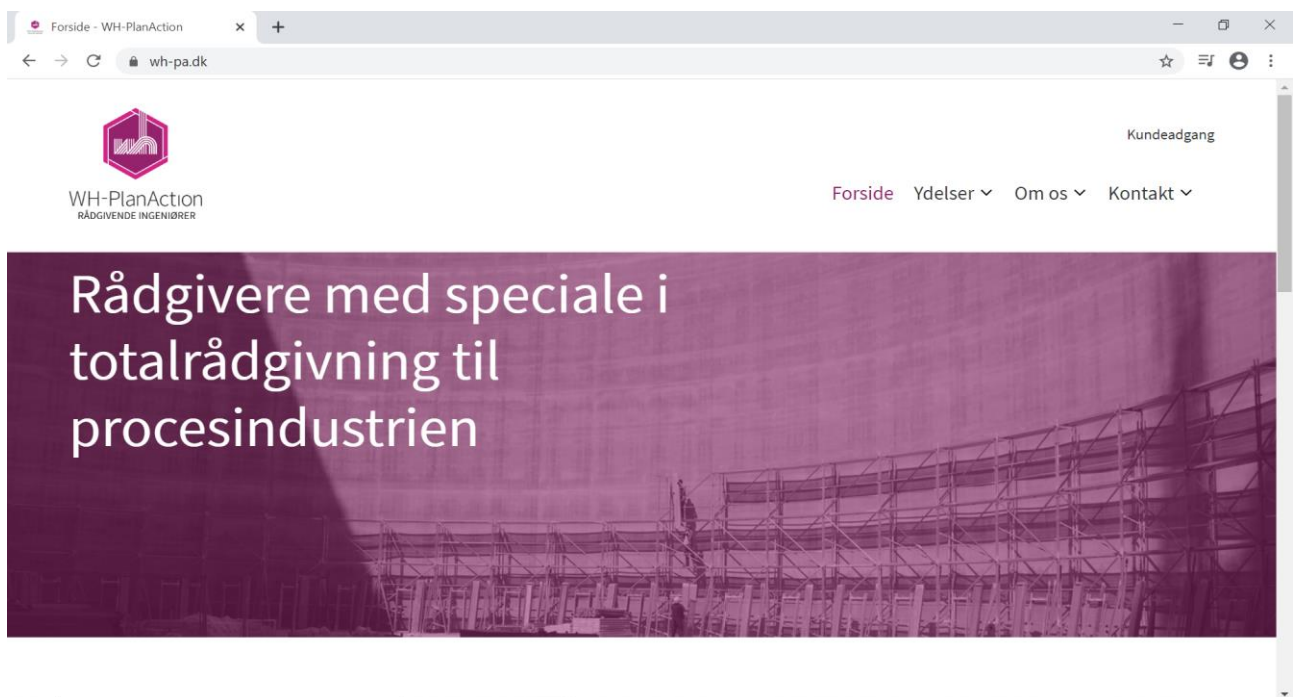 Forside - WH-PlanAction
wh-pa.dk
Kundeadgang
wh
WH-PlanAction
RÅDGIVENDE INGENIØRER
Forside Ydelser Om os Kontakt
Rådgivere med speciale i
totalrådgivning til
procesindustrien